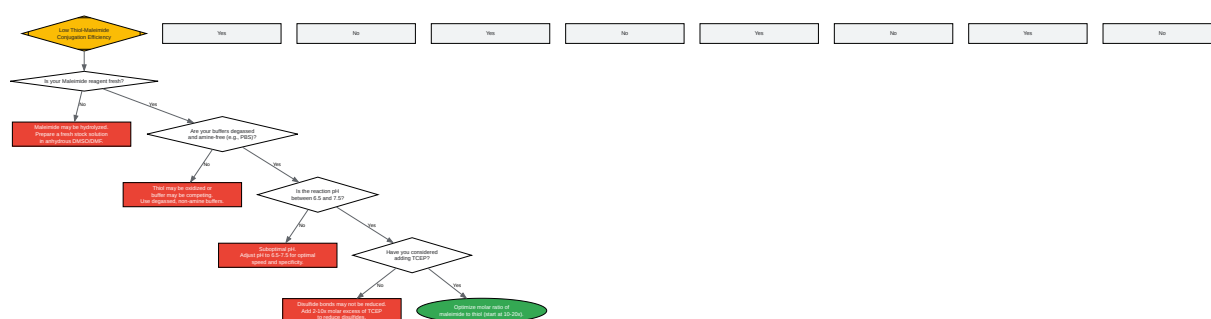 Low Thiol-Maleimide
Conjugation Efficiency
Yes
No
Yes
No
Yes
No
Yes
No
Is your Maleimide reagent fresh?
No
Yes
Maleimide may be hydrolyzed.
Prepare a fresh stock solution
in anhydrous DMSO/DMF.
Are your buffers degassed
and amine-free (e.g., PBS)?
No
Yes
Thiol may be oxidized or
buffer may be competing.
Use degassed, non-amine buffers.
Is the reaction pH
between 6.5 and 7.5?
No
Yes
Suboptimal pH.
Adjust pH to 6.5-7.5 for optimal
speed and specificity.
Have you considered
adding TCEP?
No
Yes
Disulfide bonds may not be reduced.
Add 2-10x molar excess of TCEP
to reduce disulfides.
Optimize molar ratio of
maleimide to thiol (start at 10-20x).